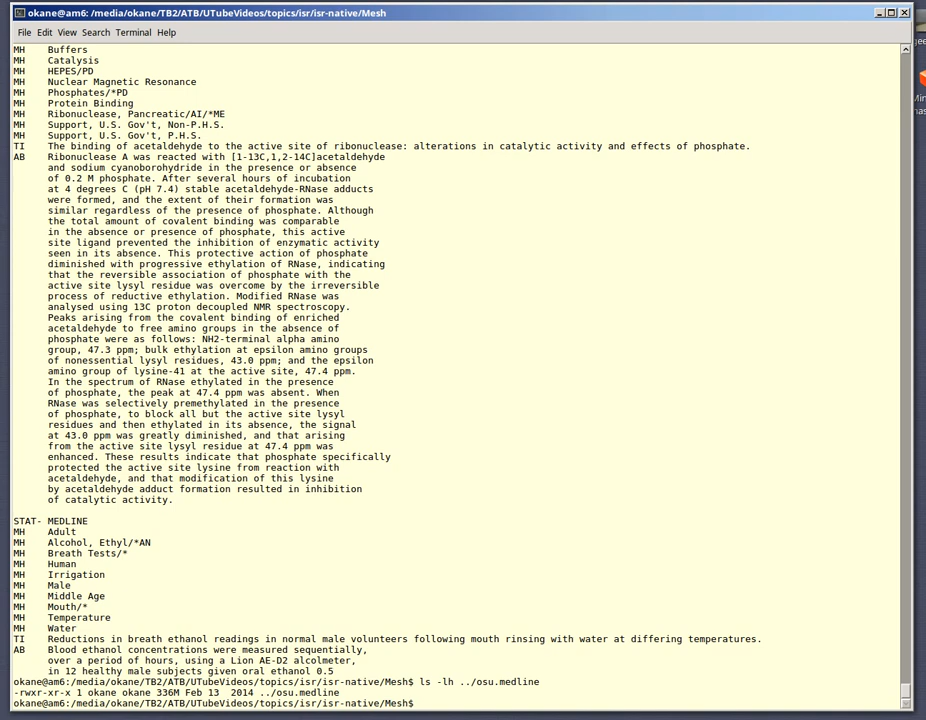 okane@am6: /media/okane/TB2/ATB/UTubeVideos/topics/isr/isr-native/Mesh
File Edit View Search Terminal Help
MH    Buffers
MH    Catalysis
MH    HEPES/PD
MH    Nuclear Magnetic Resonance
MH    Phosphates/*PD
MH    Protein Binding
MH    Ribonuclease, Pancreatic/AI/*ME
MH    Support, U.S. Gov't, Non-P.H.S.
MH    Support, U.S. Gov't, P.H.S.
TI    The binding of acetaldehyde to the active site of ribonuclease: alterations in catalytic activity and effects of phosphate.
AB    Ribonuclease A was reacted with [1-13C,1,2-14C]acetaldehyde
      and sodium cyanoborohydride in the presence or absence
      of 0.2 M phosphate. After several hours of incubation
      at 4 degrees C (pH 7.4) stable acetaldehyde-RNase adducts
      were formed, and the extent of their formation was
      similar regardless of the presence of phosphate. Although
      the total amount of covalent binding was comparable
      in the absence or presence of phosphate, this active
      site ligand prevented the inhibition of enzymatic activity
      seen in its absence. This protective action of phosphate
      diminished with progressive ethylation of RNase, indicating
      that the reversible association of phosphate with the
      active site lysyl residue was overcome by the irreversible
      process of reductive ethylation. Modified RNase was
      analysed using 13C proton decoupled NMR spectroscopy.
      Peaks arising from the covalent binding of enriched
      acetaldehyde to free amino groups in the absence of
      phosphate were as follows: NH2-terminal alpha amino
      group, 47.3 ppm; bulk ethylation at epsilon amino groups
      of nonessential lysyl residues, 43.0 ppm; and the epsilon
      amino group of lysine-41 at the active site, 47.4 ppm.
      In the spectrum of RNase ethylated in the presence
      of phosphate, the peak at 47.4 ppm was absent. When
      RNase was selectively premethylated in the presence
      of phosphate, to block all but the active site lysyl
      residues and then ethylated in its absence, the signal
      at 43.0 ppm was greatly diminished, and that arising
      from the active site lysyl residue at 47.4 ppm was
      enhanced. These results indicate that phosphate specifically
      protected the active site lysine from reaction with
      acetaldehyde, and that modification of this lysine
      by acetaldehyde adduct formation resulted in inhibition
      of catalytic activity.
STAT- MEDLINE
MH    Adult
MH    Alcohol, Ethyl/*AN
MH    Breath Tests/*
MH    Human
MH    Irrigation
MH    Male
MH    Middle Age
MH    Mouth/*
MH    Temperature
MH    Water
TI    Reductions in breath ethanol readings in normal male volunteers following mouth rinsing with water at differing temperatures.
AB    Blood ethanol concentrations were measured sequentially,
      over a period of hours, using a Lion AE-D2 alcolmeter,
      in 12 healthy male subjects given oral ethanol 0.5
okane@am6:/media/okane/TB2/ATB/UTubeVideos/topics/isr/isr-native/Mesh$ ls -lh ../osu.medline
-rwxr-xr-x 1 okane okane 336M Feb 13  2014 ../osu.medline
okane@am6:/media/okane/TB2/ATB/UTubeVideos/topics/isr/isr-native/Mesh$